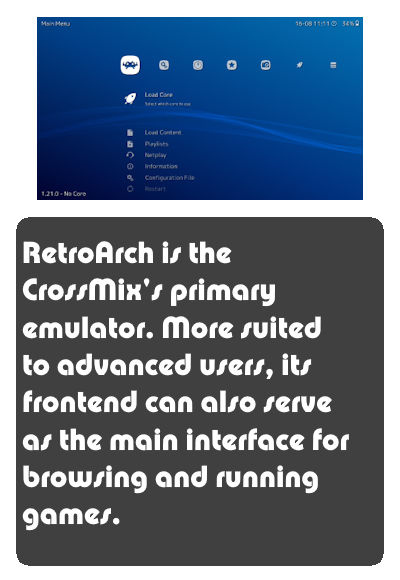 Main Menu
16-08 11:11 34%
Load Core
Select which core to use
Load Content
Playlists
Netplay
Information
Configuration File
Restart
1.21.0 - No Core
RetroArch is the
CrossMix's primary
emulator. More suited
to advanced users, its
frontend can also serve
as the main interface for
browsing and running
games.